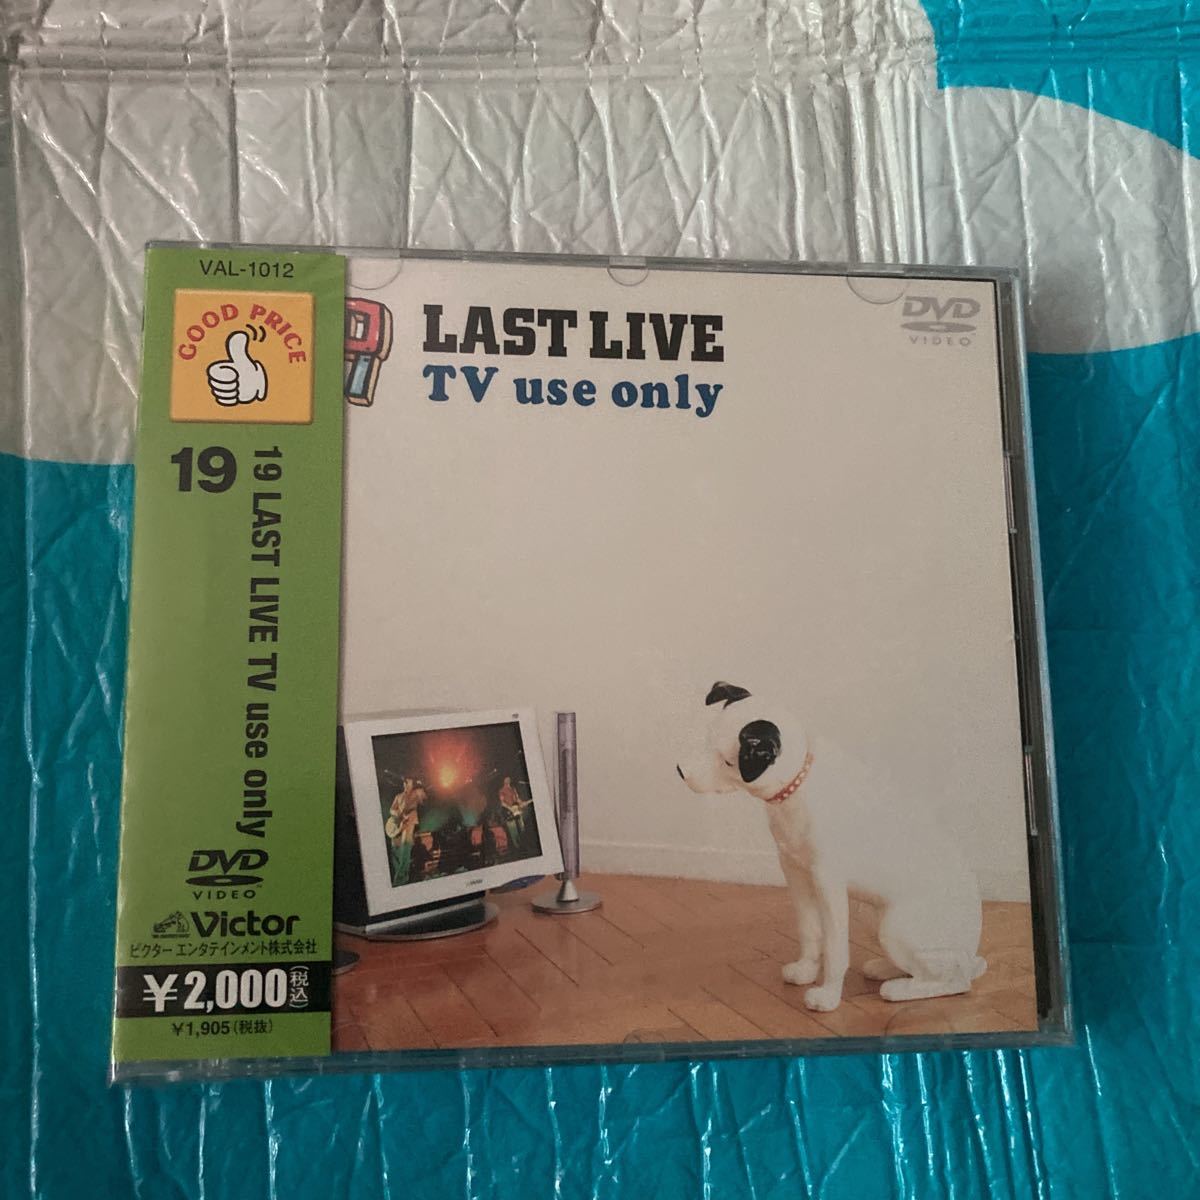 VAL-1012
GOOD PRICE
19
19 LAST LIVE TV use only
DVD
VIDEO
Victor
ビクター エンタテインメント株式会社
¥2,000(税込)
¥1,905(税抜)
LAST LIVE
TV use only
DVD
VIDEO